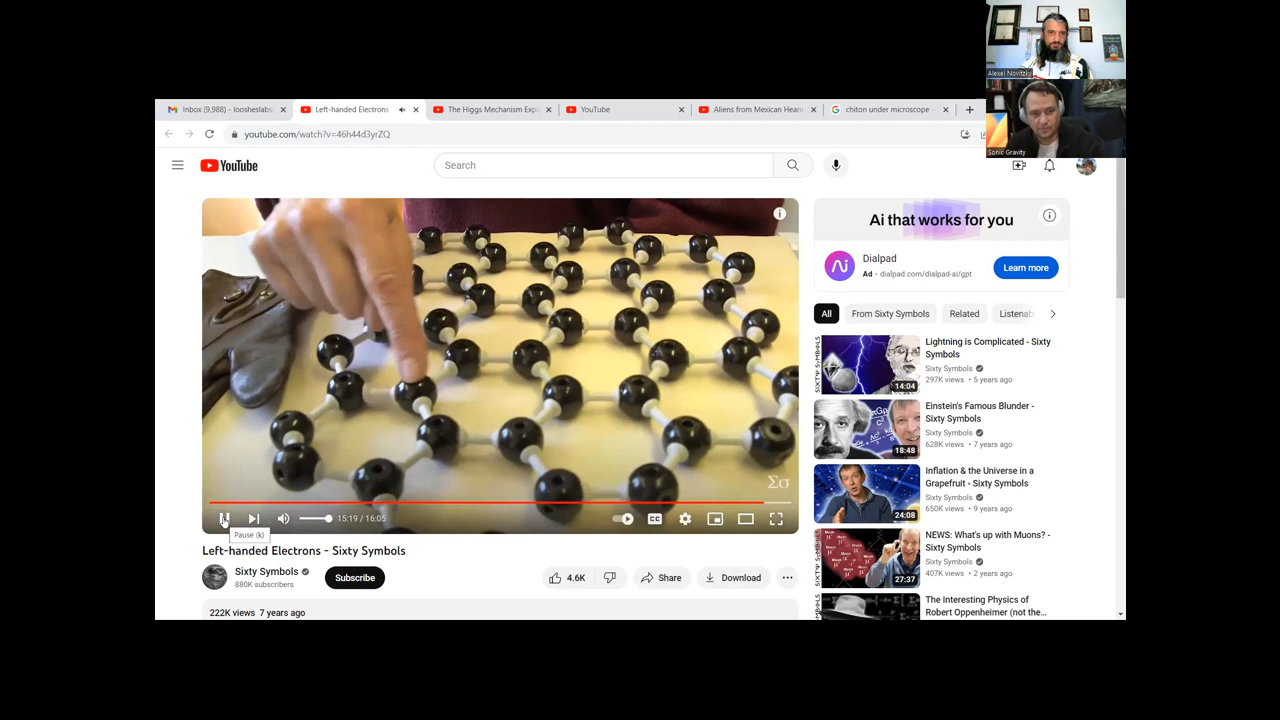 Alexei Novitzky
Sonic Gravity
Inbox (9,988) - loosheslabs
Left-handed Electrons
The Higgs Mechanism Expl
YouTube
Aliens from Mexican Hear
chiton under microscope -
youtube.com/watch?v=46h44d3yrZQ
YouTube
Search
Σσ
15:19 / 16:05
CC
Pause (k)
Left-handed Electrons - Sixty Symbols
Sixty Symbols
880K subscribers
Subscribe
4.6K
Share
Download
222K views 7 years ago
Ai that works for you
Ai
Dialpad
Ad · dialpad.com/dialpad-ai/gpt
Learn more
All
From Sixty Symbols
Related
Listenab
SIXTY SYMBOLS
14:04
Lightning is Complicated - Sixty
Symbols
Sixty Symbols
297K views • 5 years ago
18:48
Einstein's Famous Blunder -
Sixty Symbols
Sixty Symbols
628K views • 7 years ago
24:08
Inflation & the Universe in a
Grapefruit - Sixty Symbols
Sixty Symbols
650K views • 9 years ago
27:37
NEWS: What's up with Muons? -
Sixty Symbols
Sixty Symbols
407K views • 2 years ago
The Interesting Physics of
Robert Oppenheimer (not the...